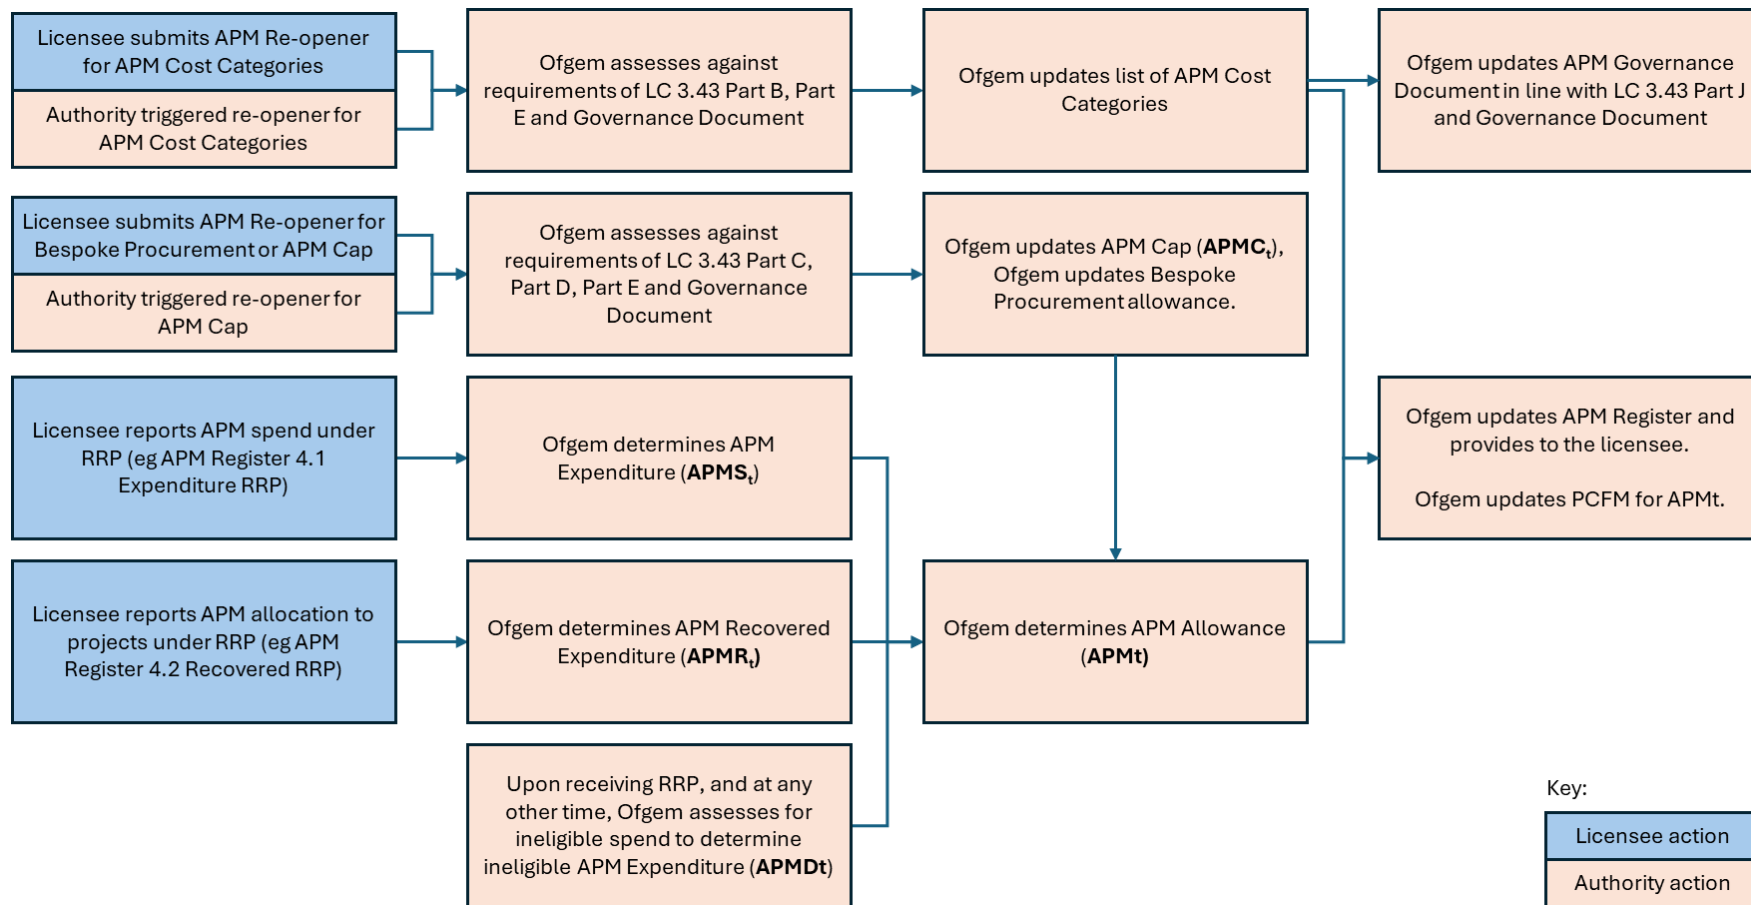 Licensee submits APM Re-opener
for APM Cost Categories
Authority triggered re-opener for
APM Cost Categories
Ofgem assesses against
requirements of LC 3.43 Part B, Part
E and Governance Document
Ofgem updates list of APM Cost
Categories
Ofgem updates APM Governance
Document in line with LC 3.43 Part J
and Governance Document
Licensee submits APM Re-opener for
Bespoke Procurement or APM Cap
Authority triggered re-opener for
APM Cap
Ofgem assesses against
requirements of LC 3.43 Part C,
Part D, Part E and Governance
Document
Ofgem updates APM Cap (APMCt),
Ofgem updates Bespoke
Procurement allowance.
Licensee reports APM spend under
RRP (eg APM Register 4.1
Expenditure RRP)
Ofgem determines APM
Expenditure (APMSt)
Ofgem updates APM Register and
provides to the licensee.
Ofgem updates PCFM for APMt.
Licensee reports APM allocation to
projects under RRP (eg APM
Register 4.2 Recovered RRP)
Ofgem determines APM Recovered
Expenditure (APMRt)
Ofgem determines APM Allowance
(APMt)
Upon receiving RRP, and at any
other time, Ofgem assesses for
ineligible spend to determine
ineligible APM Expenditure (APMDt)
Key:
Licensee action
Authority action